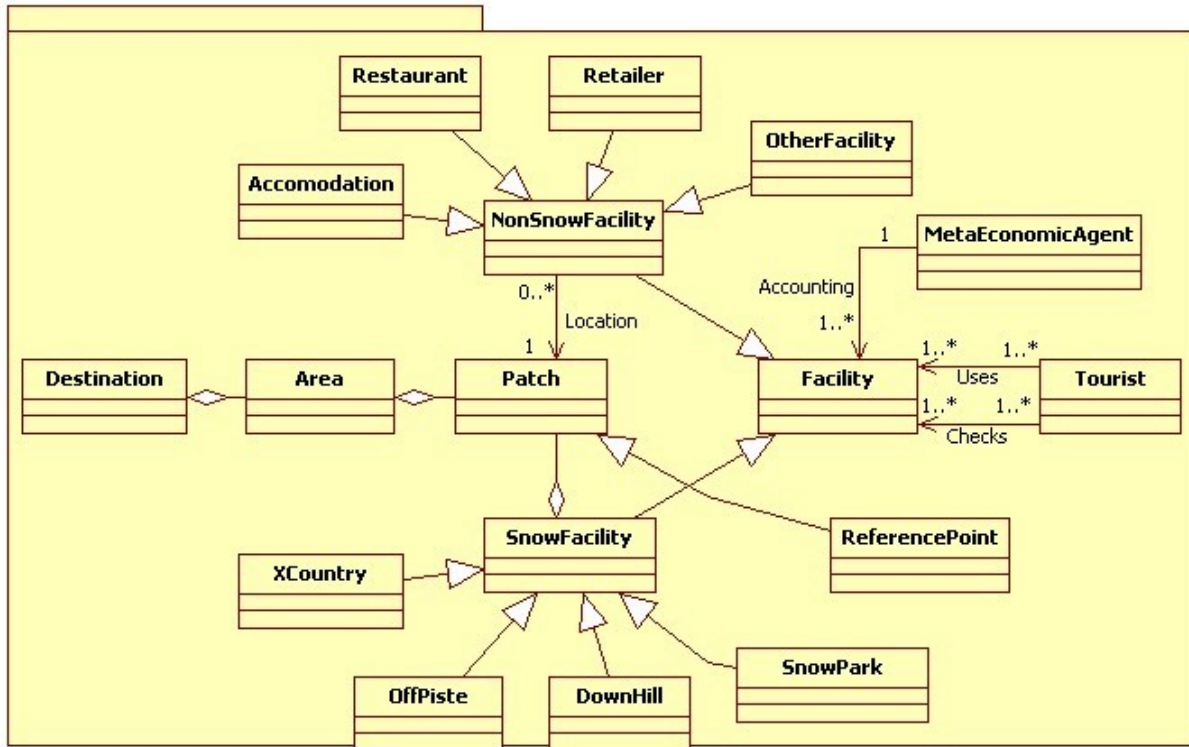 Restaurant
Retailer
OtherFacility
Accomodation
NonSnowFacility
MetaEconomicAgent
1
0..*
Location
Accounting
1..*
1
Destination
Area
Patch
Facility
1..*
1..*
Uses
Tourist
1..*
1..*
Checks
SnowFacility
ReferencePoint
XCountry
SnowPark
OffPiste
DownHill